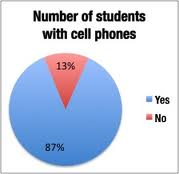 Number of students
with cell phones
13%
Yes
No
87%